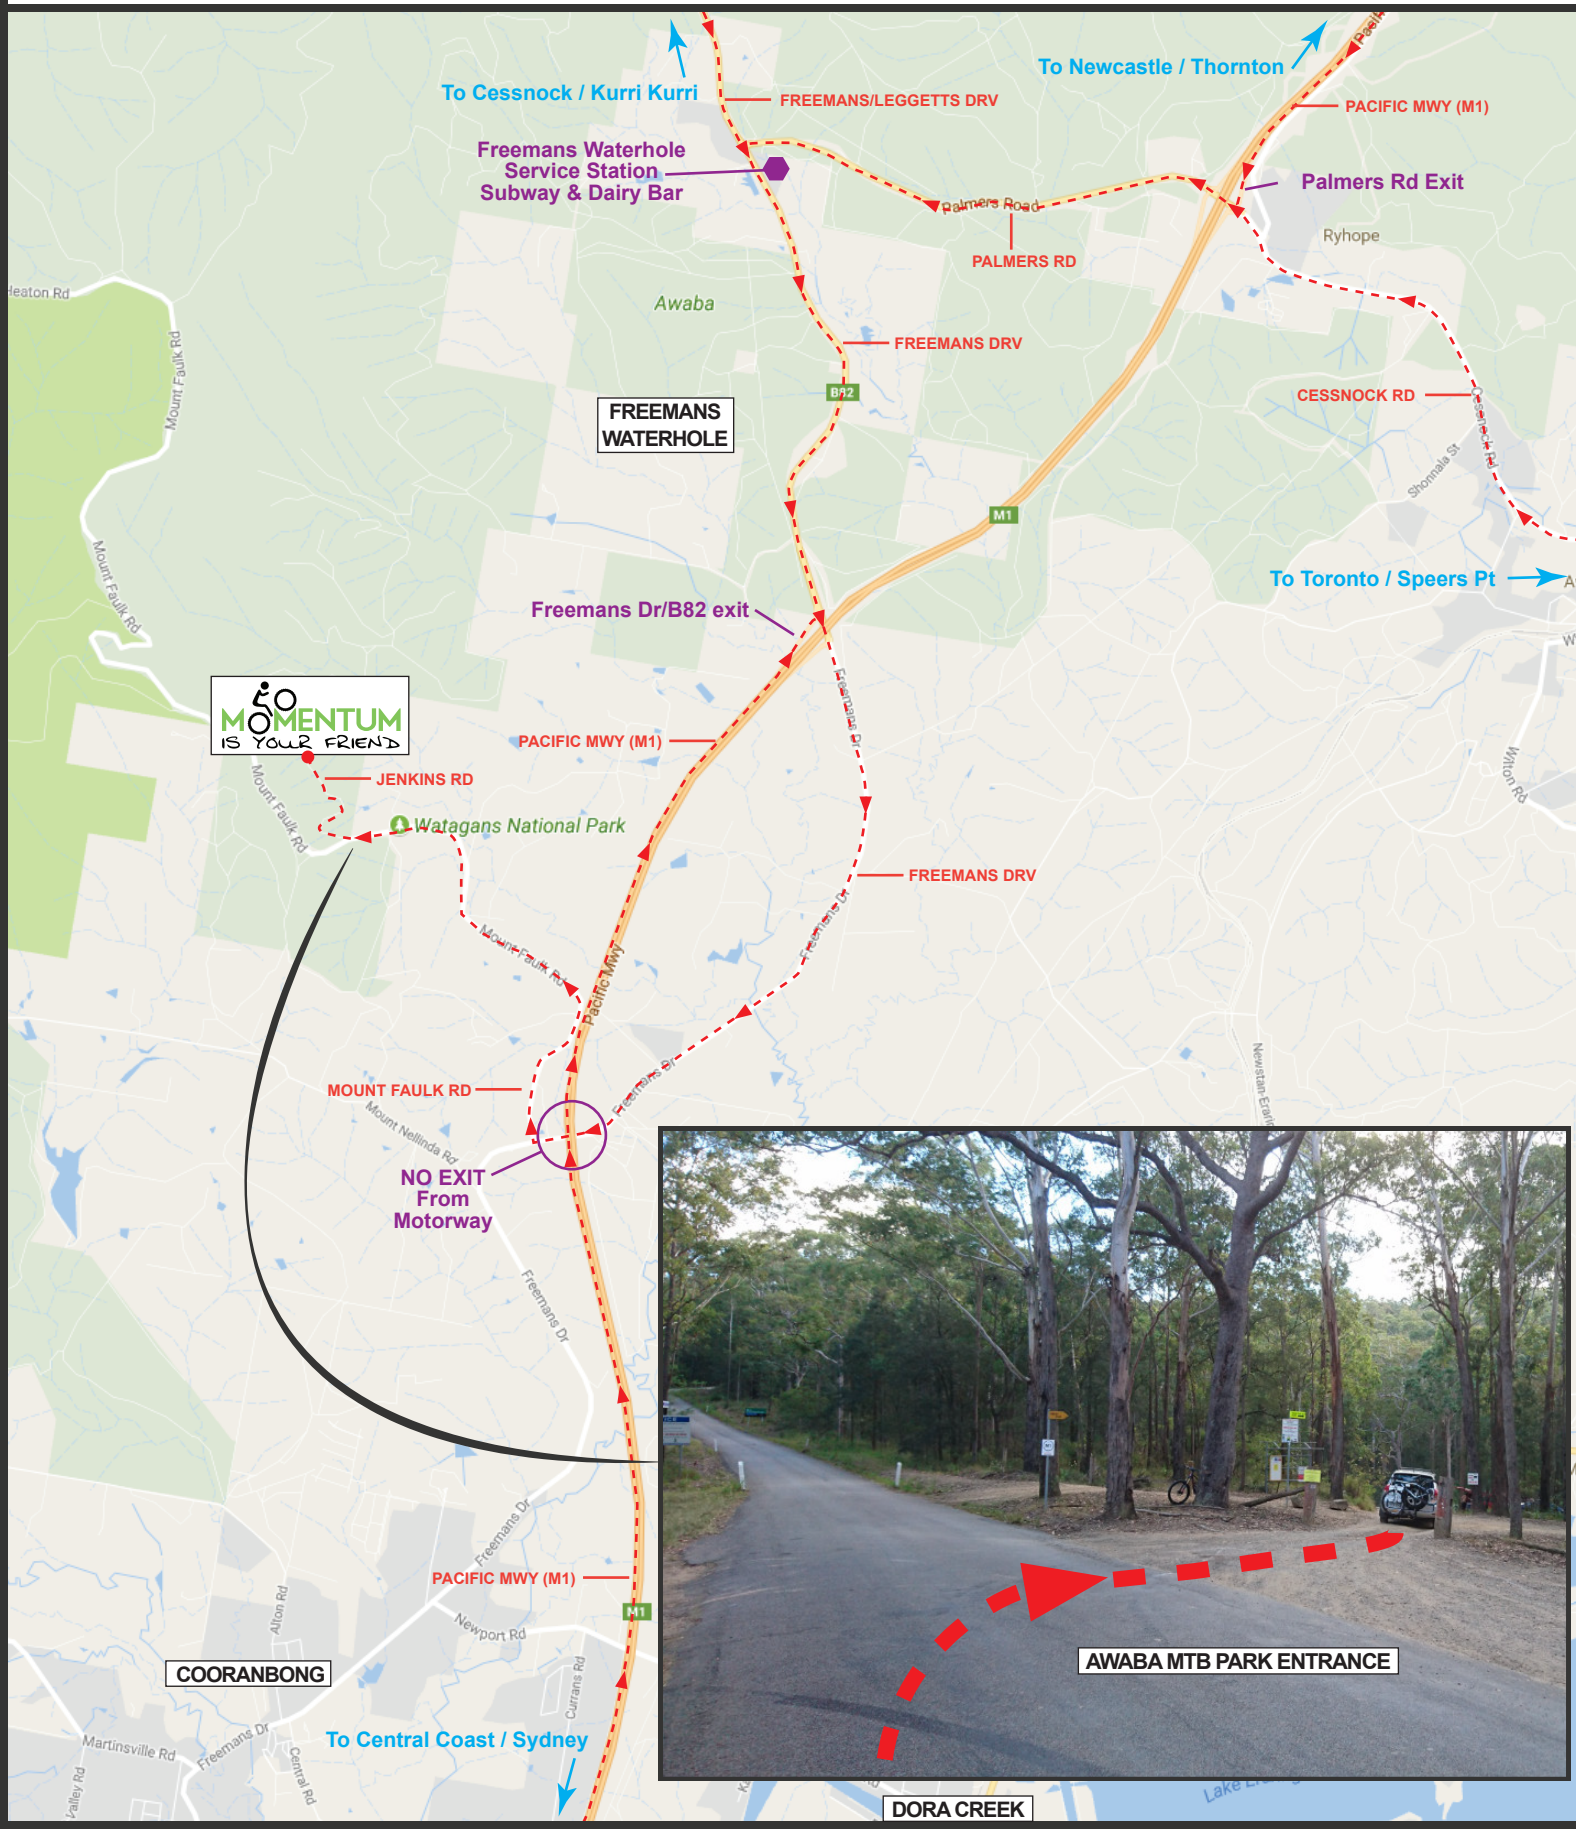 To Cessnock / Kurri Kurri
FREEMANS/LEGGETTS DRV
To Newcastle / Thornton
PACIFIC MWY (M1)
Freemans Waterhole
Service Station
Subway & Dairy Bar
Palmers Rd Exit
Palmers Road
PALMERS RD
Ryhope
Heaton Rd
Mount Faulk Rd
Awaba
FREEMANS DRV
B82
FREEMANS
WATERHOLE
CESSNOCK RD
Cessnock Rd
Shonnala St
M1
Mount Faulk Rd
To Toronto / Speers Pt
Freemans Dr/B82 exit
Freemans Dr
MOMENTUM
IS YOUR FRIEND
PACIFIC MWY (M1)
JENKINS RD
Mount Faulk Rd
Watagans National Park
Wilton Rd
FREEMANS DRV
Freemans Dr
Mount Faulk Rd
Pacific Mwy
MOUNT FAULK RD
Freemans Dr
Mount Nellinda Rd
NO EXIT
From
Motorway
Freemans Dr
Freemans Dr
PACIFIC MWY (M1)
M1
Alton Rd
Newport Rd
COORANBONG
AWABA MTB PARK ENTRANCE
Currans Rd
To Central Coast / Sydney
Martinsville Rd
Freemans Dr
Central Rd
Valley Rd
DORA CREEK
Lake